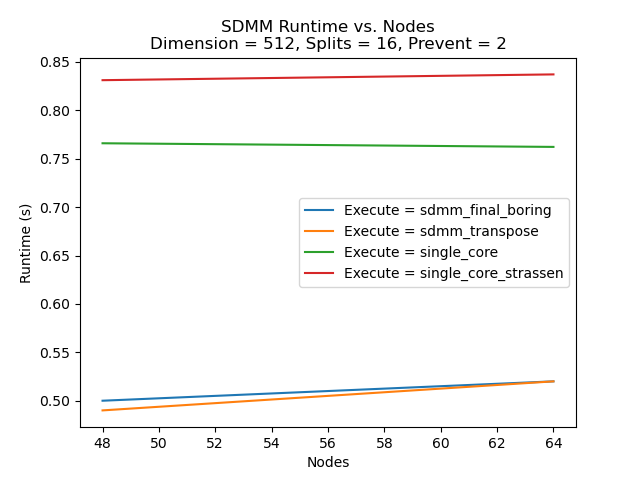 SDMM Runtime vs. Nodes
Dimension = 512, Splits = 16, Prevent = 2
Runtime (s)
0.85
0.80
0.75
0.70
0.65
0.60
0.55
0.50
Execute = sdmm_final_boring
Execute = sdmm_transpose
Execute = single_core
Execute = single_core_strassen
48 50 52 54 56 58 60 62 64
Nodes